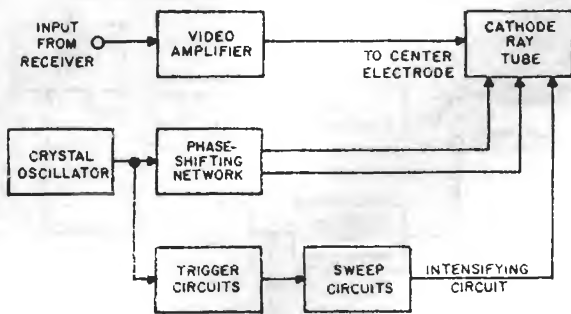 INPUT
FROM
RECEIVER
VIDEO
AMPLIFIER
TO CENTER
ELECTRODE
CATHODE
RAY
TUBE
CRYSTAL
OSCILLATOR
PHASE-
SHIFTING
NETWORK
TRIGGER
CIRCUITS
SWEEP
CIRCUITS
INTENSIFYING
CIRCUIT